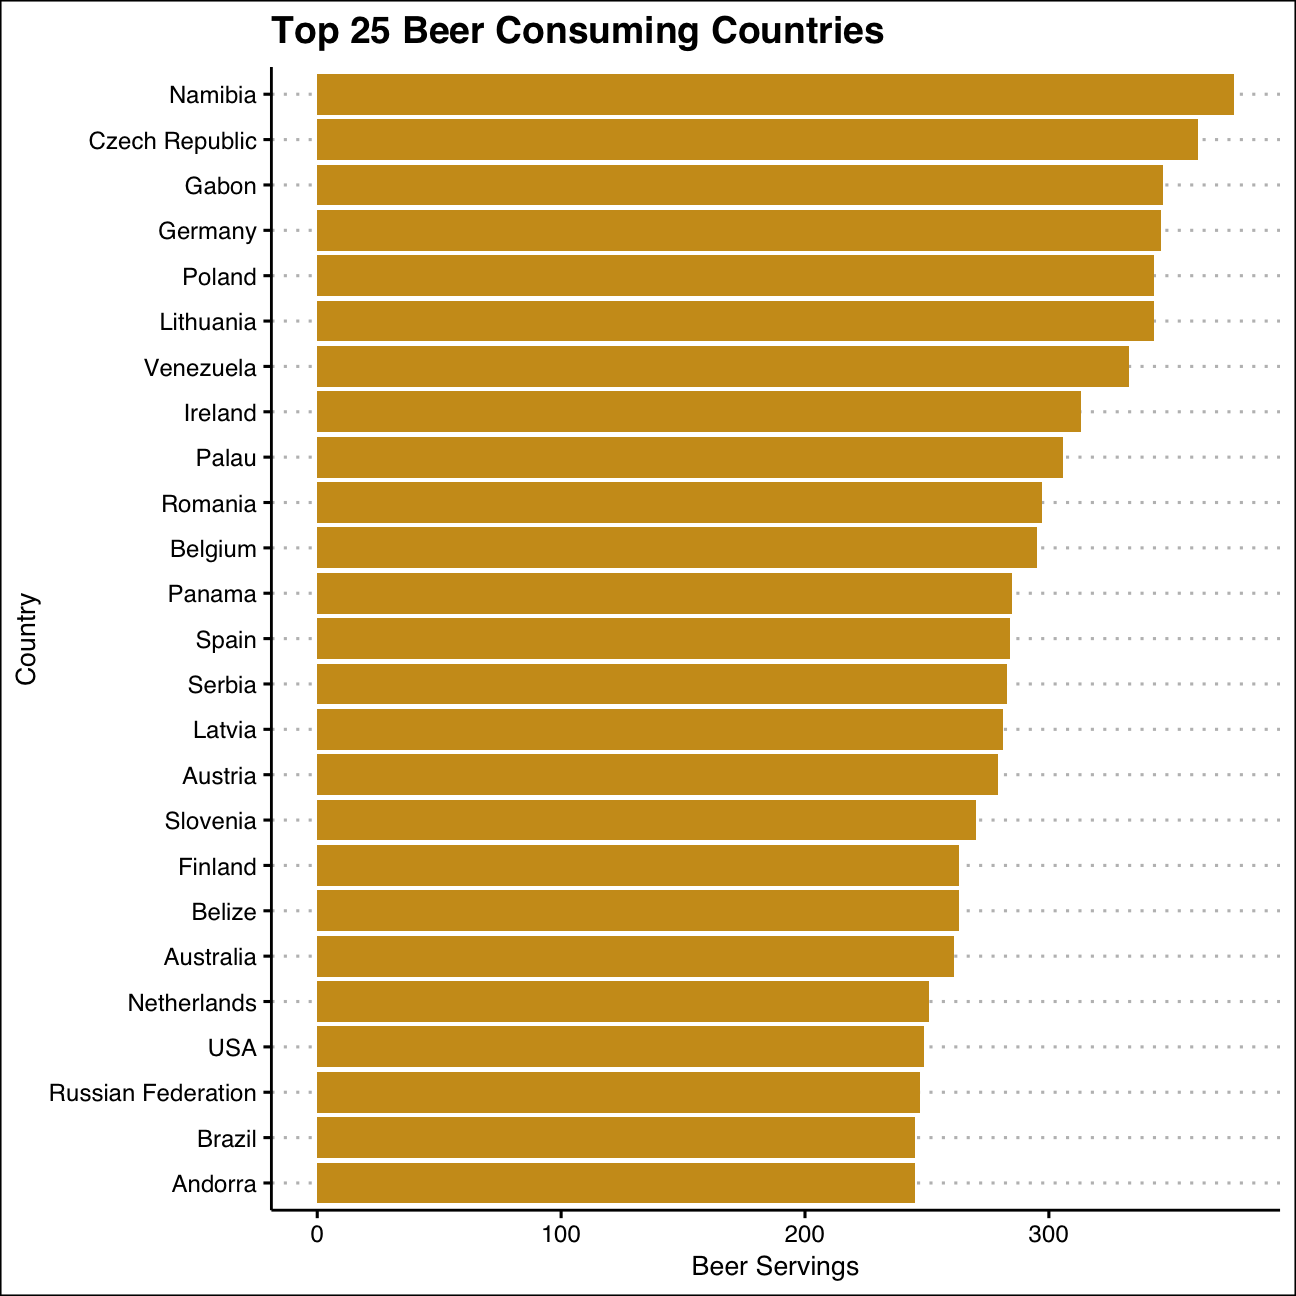 Top 25 Beer Consuming Countries
Namibia
Czech Republic
Gabon
Germany
Poland
Lithuania
Venezuela
Ireland
Palau
Romania
Belgium
Panama
Spain
Serbia
Latvia
Austria
Slovenia
Finland
Belize
Australia
Netherlands
USA
Russian Federation
Brazil
Andorra
Country
0 100 200 300
Beer Servings